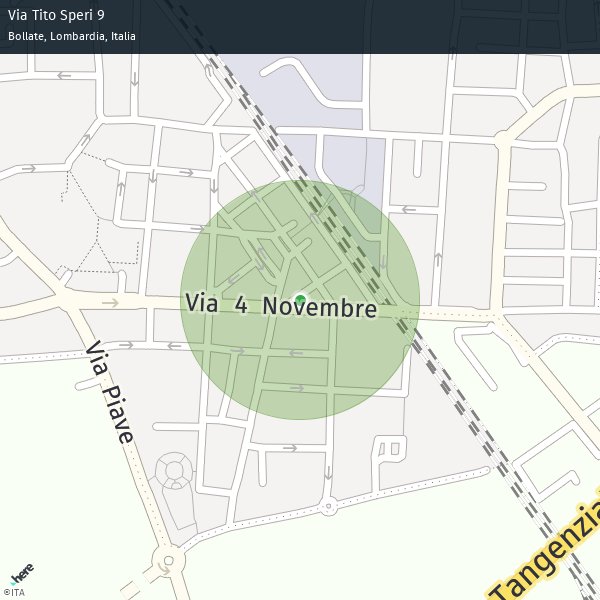 Via Tito Speri 9
Bollate, Lombardia, Italia
Via 4 Novembre
Via Piave
Tangenzia
here
©ITA